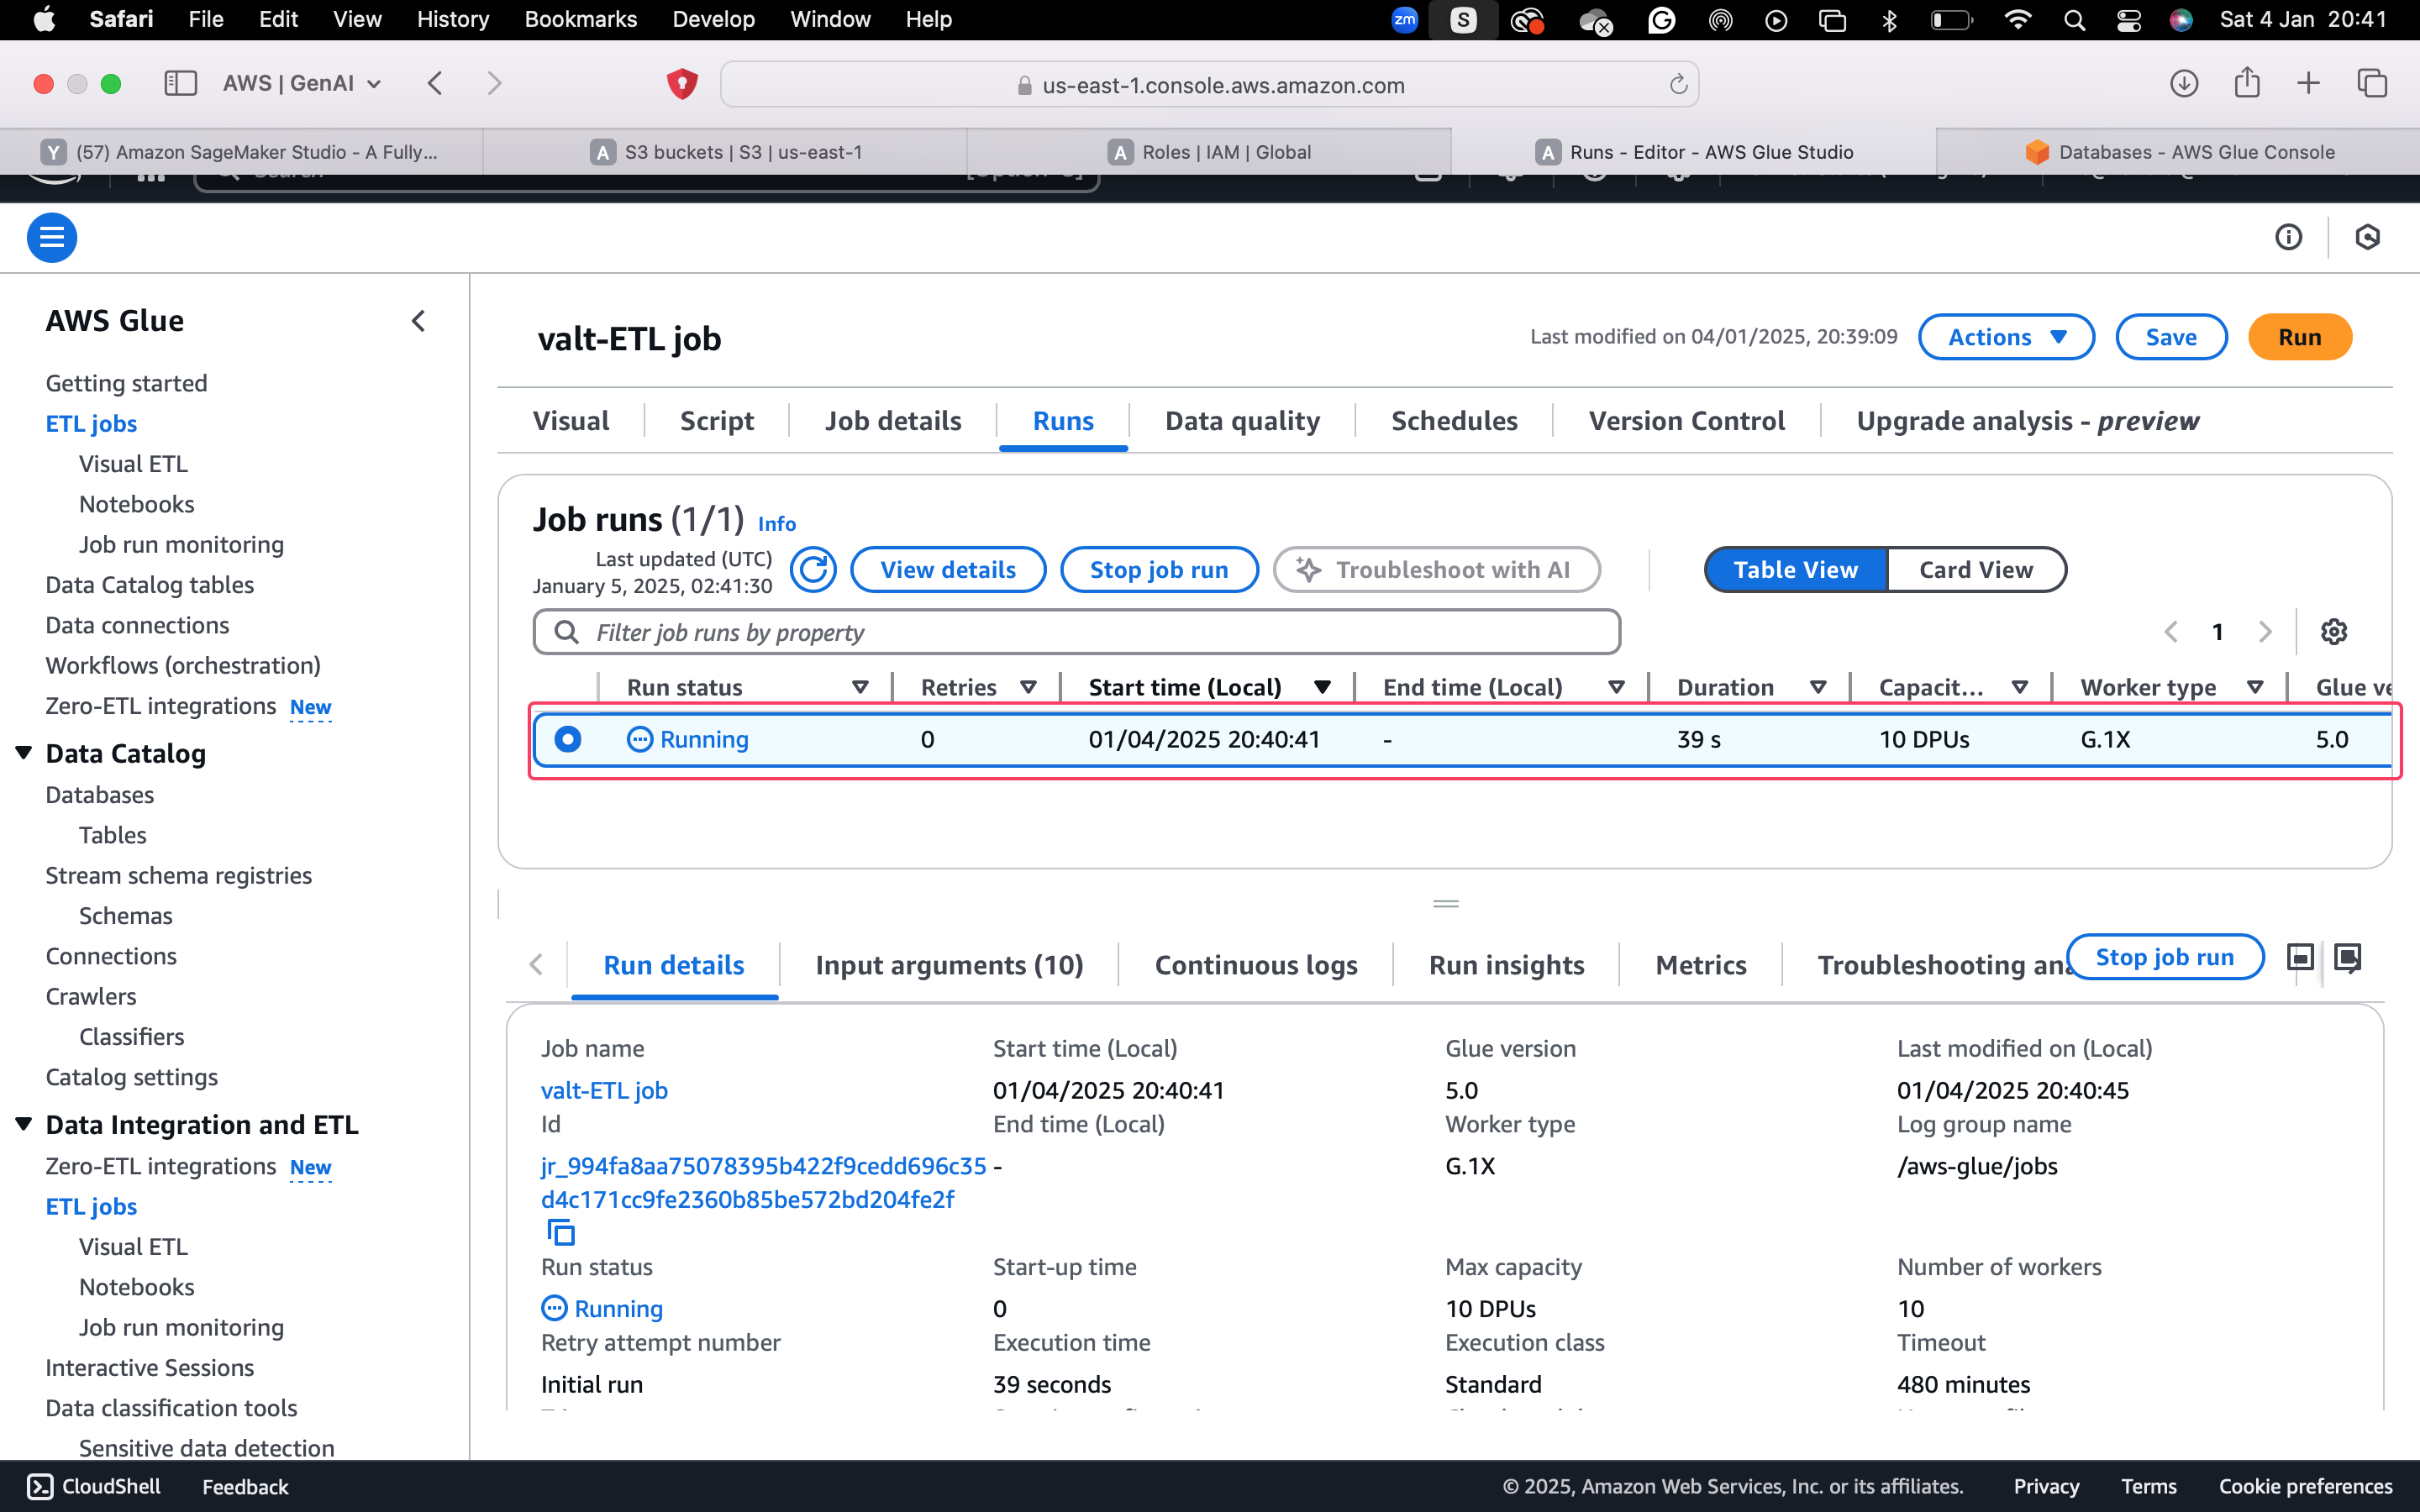 Safari File Edit View History Bookmarks Develop Window Help zm S Sat 4 Jan 20:41
AWS | GenAI us-east-1.console.aws.amazon.com
Y (57) Amazon SageMaker Studio - A Fully... A S3 buckets | S3 | us-east-1 A Roles | IAM | Global A Runs - Editor - AWS Glue Studio Databases - AWS Glue Console
AWS Glue
Getting started
ETL jobs
Visual ETL
Notebooks
Job run monitoring
Data Catalog tables
Data connections
Workflows (orchestration)
Zero-ETL integrations New
Data Catalog
Databases
Tables
Stream schema registries
Schemas
Connections
Crawlers
Classifiers
Catalog settings
Data Integration and ETL
Zero-ETL integrations New
ETL jobs
Visual ETL
Notebooks
Job run monitoring
Interactive Sessions
Data classification tools
Sensitive data detection
valt-ETL job Last modified on 04/01/2025, 20:39:09 Actions Save Run
Visual Script Job details Runs Data quality Schedules Version Control Upgrade analysis - preview
Job runs (1/1) Info
Last updated (UTC)
January 5, 2025, 02:41:30
View details Stop job run Troubleshoot with AI Table View Card View
Filter job runs by property 1
Run status Retries Start time (Local) End time (Local) Duration Capacit... Worker type Glue ve
Running 0 01/04/2025 20:40:41 - 39 s 10 DPUs G.1X 5.0
Run details Input arguments (10) Continuous logs Run insights Metrics Troubleshooting ana Stop job run
Job name Start time (Local) Glue version Last modified on (Local)
valt-ETL job 01/04/2025 20:40:41 5.0 01/04/2025 20:40:45
Id End time (Local) Worker type Log group name
jr_994fa8aa75078395b422f9cedd696c35 - G.1X /aws-glue/jobs
d4c171cc9fe2360b85be572bd204fe2f
Run status Start-up time Max capacity Number of workers
Running 0 10 DPUs 10
Retry attempt number Execution time Execution class Timeout
Initial run 39 seconds Standard 480 minutes
CloudShell Feedback © 2025, Amazon Web Services, Inc. or its affiliates. Privacy Terms Cookie preferences